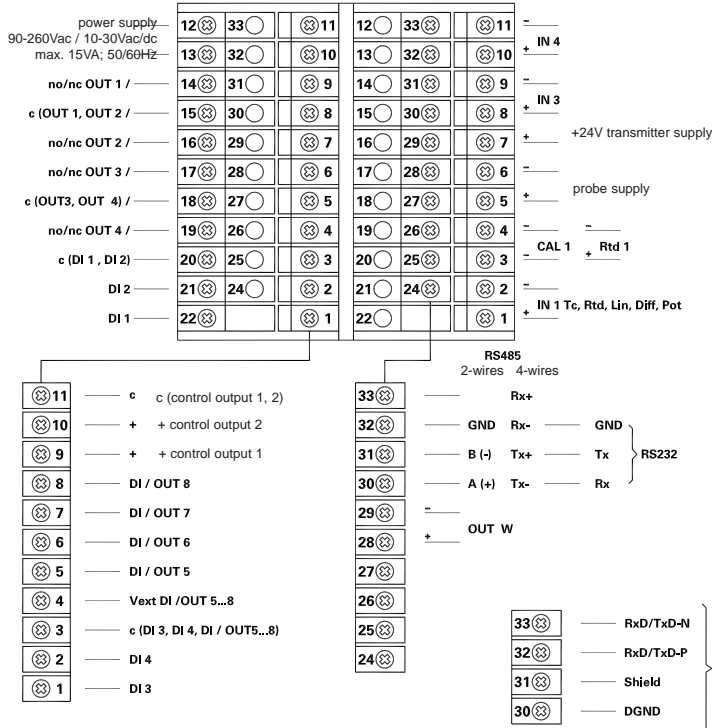 power supply 12 33 11 12 33 11 -
90-260Vac / 10-30Vac/dc IN 4
max. 15VA; 50/60Hz 13 32 10 13 32 10 +
no/nc OUT 1 / 14 31 9 14 31 9 -
IN 3
c (OUT 1, OUT 2 / 15 30 8 15 30 8 +
no/nc OUT 2 / 16 29 7 16 29 7 + +24V transmitter supply
no/nc OUT 3 / 17 28 6 17 28 6 -
probe supply
c (OUT3, OUT 4) / 18 27 5 18 27 5 +
no/nc OUT 4 / 19 26 4 19 26 4 - -
CAL 1 Rtd 1
c (DI 1 , DI 2) 20 25 3 20 25 3 - +
DI 2 21 24 2 21 24 2 -
IN 1 Tc, Rtd, Lin, Diff, Pot
DI 1 22 1 22 1 +
11 c c (control output 1, 2)
10 + + control output 2
9 + + control output 1
8 DI / OUT 8
7 DI / OUT 7
6 DI / OUT 6
5 DI / OUT 5
4 Vext DI /OUT 5...8
3 c (DI 3, DI 4, DI / OUT5...8)
2 DI 4
1 DI 3
RS485
2-wires 4-wires
33 Rx+
32 GND Rx- GND
31 B (-) Tx+ Tx RS232
30 A (+) Tx- Rx
29 -
OUT W
28 +
27
26
25
24
33 RxD/TxD-N
32 RxD/TxD-P
31 Shield
30 DGND